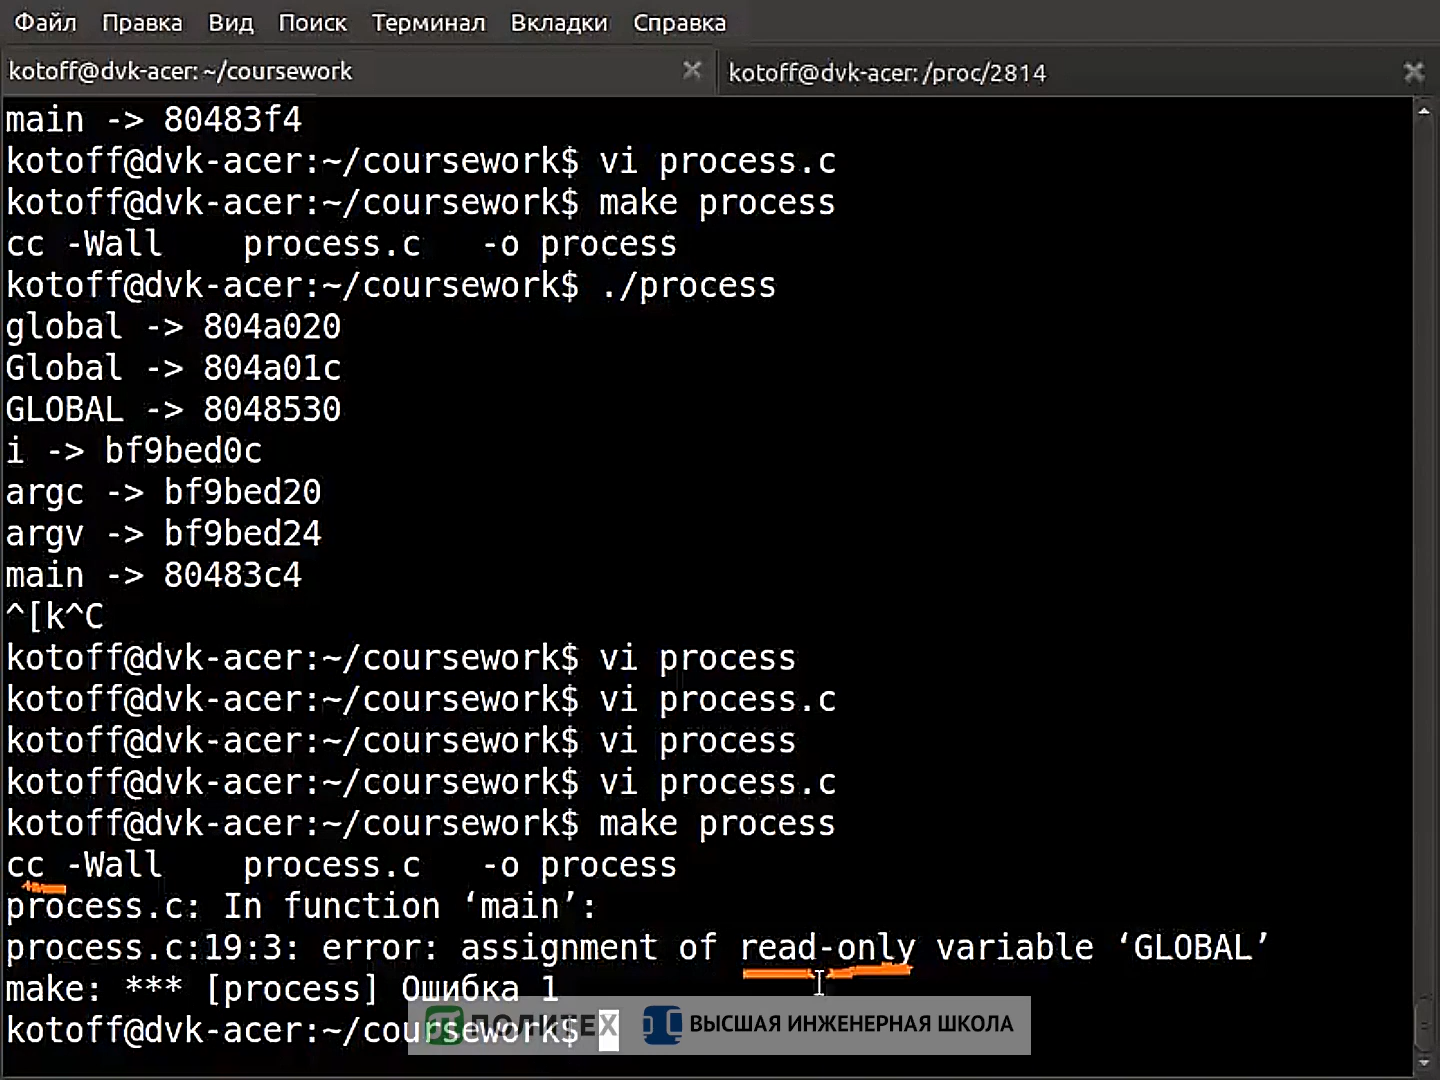 Файл Правка Вид Поиск Терминал Вкладки Справка
kotoff@dvk-acer: ~/coursework kotoff@dvk-acer: /proc/2814
main -> 80483f4
kotoff@dvk-acer:~/coursework$ vi process.c
kotoff@dvk-acer:~/coursework$ make process
cc -Wall    process.c   -o process
kotoff@dvk-acer:~/coursework$ ./process
global -> 804a020
Global -> 804a01c
GLOBAL -> 8048530
i -> bf9bed0c
argc -> bf9bed20
argv -> bf9bed24
main -> 80483c4
^[k^C
kotoff@dvk-acer:~/coursework$ vi process
kotoff@dvk-acer:~/coursework$ vi process.c
kotoff@dvk-acer:~/coursework$ vi process
kotoff@dvk-acer:~/coursework$ vi process.c
kotoff@dvk-acer:~/coursework$ make process
cc -Wall    process.c   -o process
process.c: In function ‘main’:
process.c:19:3: error: assignment of read-only variable ‘GLOBAL’
make: *** [process] Ошибка 1
kotoff@dvk-acer:~/coursework$
ПОЛИТЕХ ВЫСШАЯ ИНЖЕНЕРНАЯ ШКОЛА